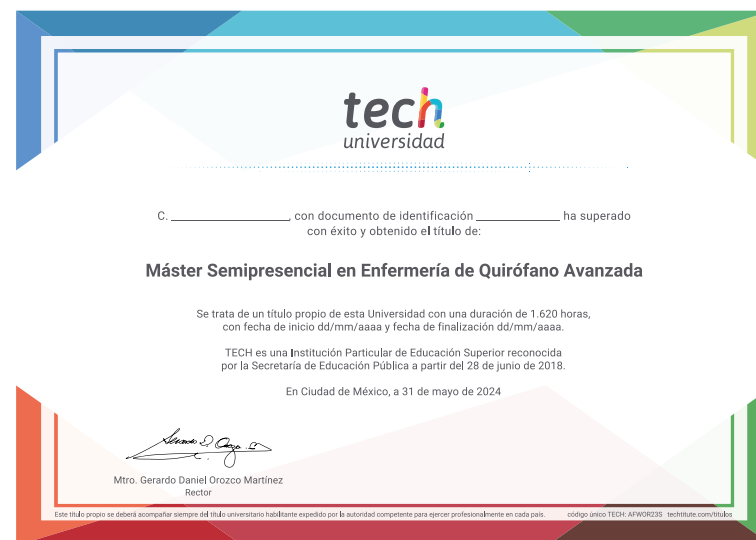 tech
universidad
C. ____________________, con documento de identificación ______________ ha superado
con éxito y obtenido el título de:
Máster Semipresencial en Enfermería de Quirófano Avanzada
Se trata de un título propio de esta Universidad con una duración de 1.620 horas,
con fecha de inicio dd/mm/aaaa y fecha de finalización dd/mm/aaaa.
TECH es una Institución Particular de Educación Superior reconocida
por la Secretaría de Educación Pública a partir del 28 de junio de 2018.
En Ciudad de México, a 31 de mayo de 2024
Mtro. Gerardo Daniel Orozco Martínez
Rector
Este título propio se deberá acompañar siempre del título universitario habilitante expedido por la autoridad competente para ejercer profesionalmente en cada país. código único TECH: AFWOR23S techtitute.com/titulos